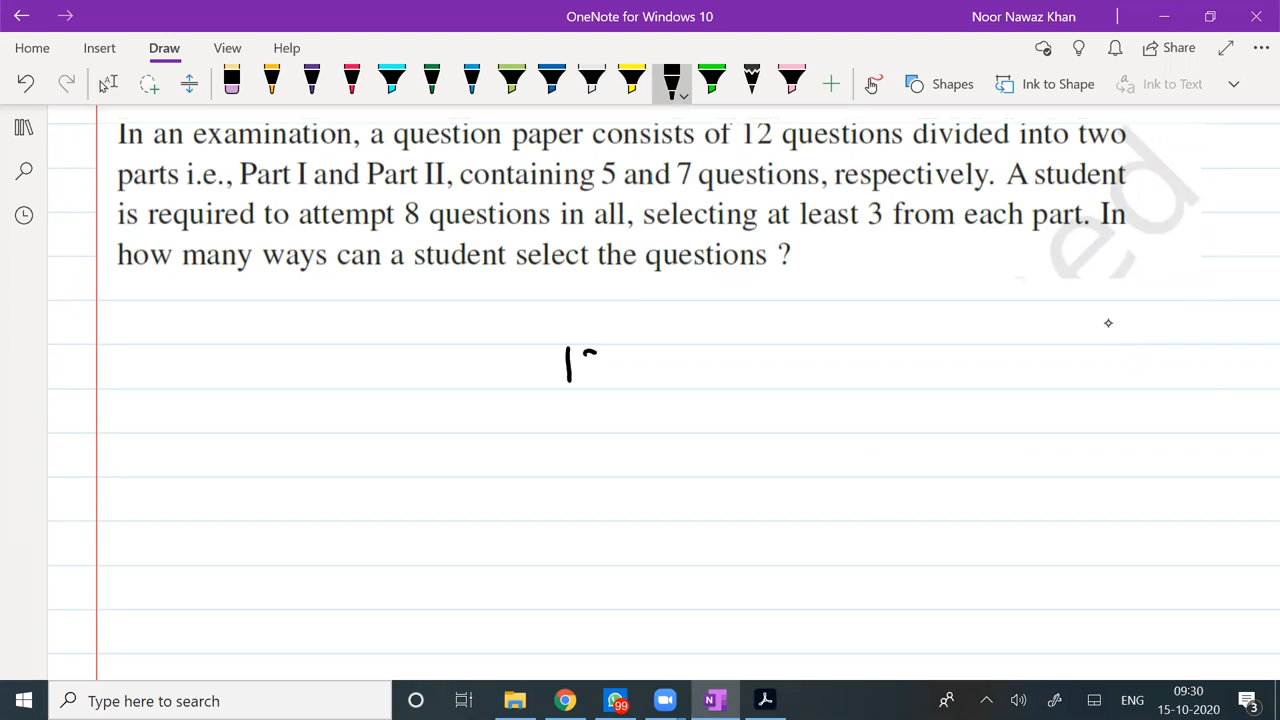 OneNote for Windows 10
Noor Nawaz Khan
Home Insert Draw View Help
Share
Shapes
Ink to Shape
Ink to Text
In an examination, a question paper consists of 12 questions divided into two
parts i.e., Part I and Part II, containing 5 and 7 questions, respectively. A student
is required to attempt 8 questions in all, selecting at least 3 from each part. In
how many ways can a student select the questions ?
ed
Type here to search
99
ENG
09:30
15-10-2020
3